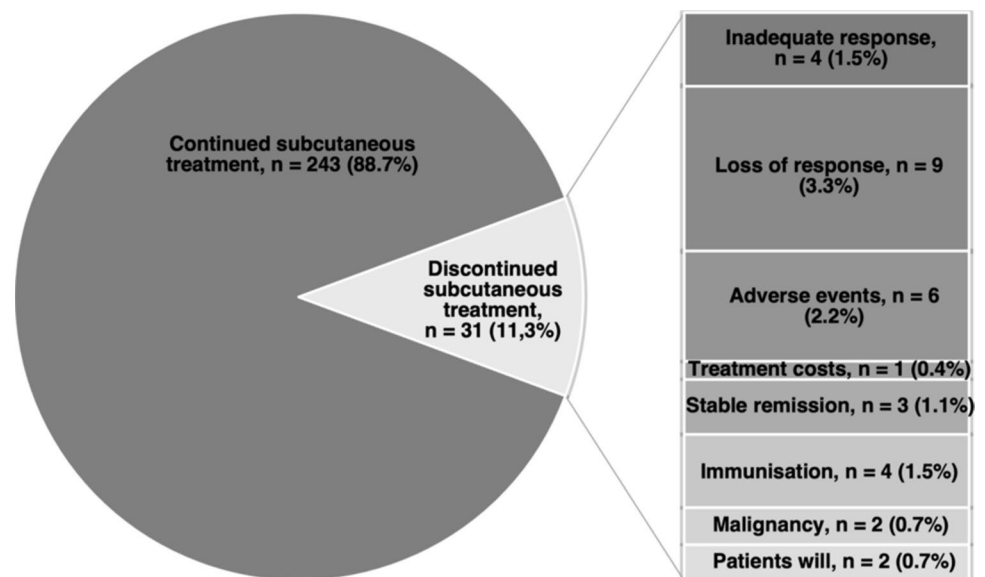 Continued subcutaneous
treatment, n = 243 (88.7%)
Discontinued
subcutaneous
treatment,
n = 31 (11,3%)
Inadequate response,
n = 4 (1.5%)
Loss of response, n = 9
(3.3%)
Adverse events, n = 6
(2.2%)
Treatment costs, n = 1 (0.4%)
Stable remission, n = 3 (1.1%)
Immunisation, n = 4 (1.5%)
Malignancy, n = 2 (0.7%)
Patients will, n = 2 (0.7%)